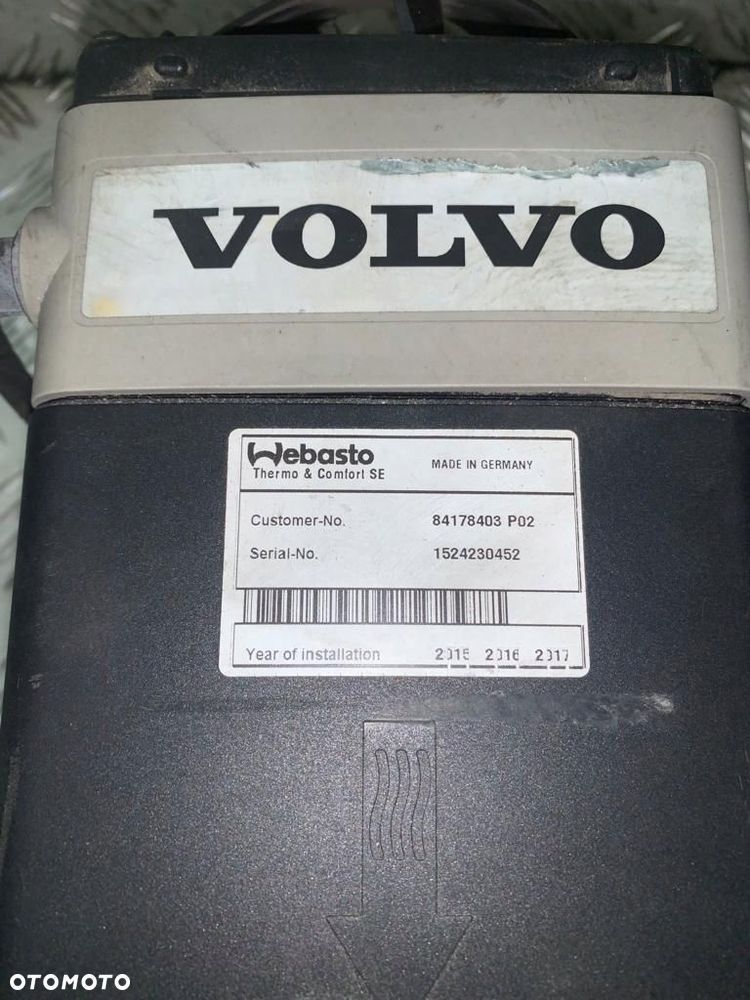 VOLVO
Webasto
Thermo & Comfort SE
MADE IN GERMANY
Customer-No. 84178403 P02
Serial-No. 1524230452
Year of installation 2015 2016 2017
OTOMOTO